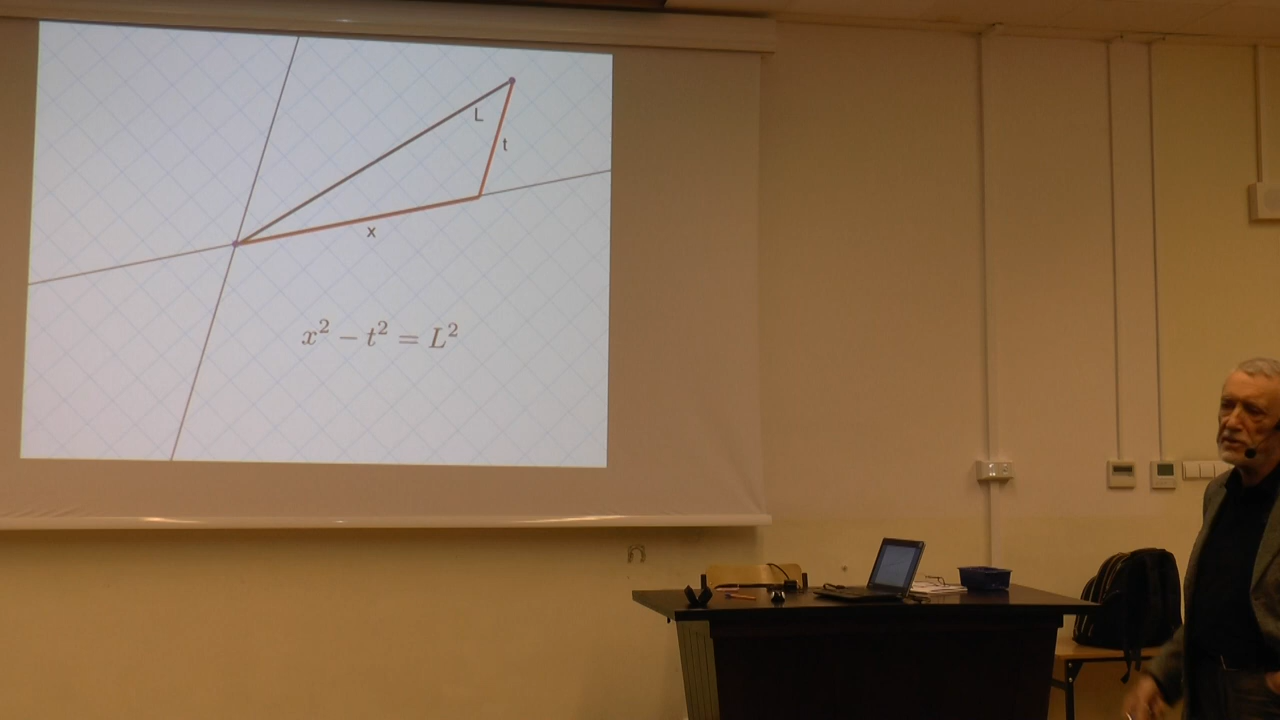 L
t
x
x² − t² = L²